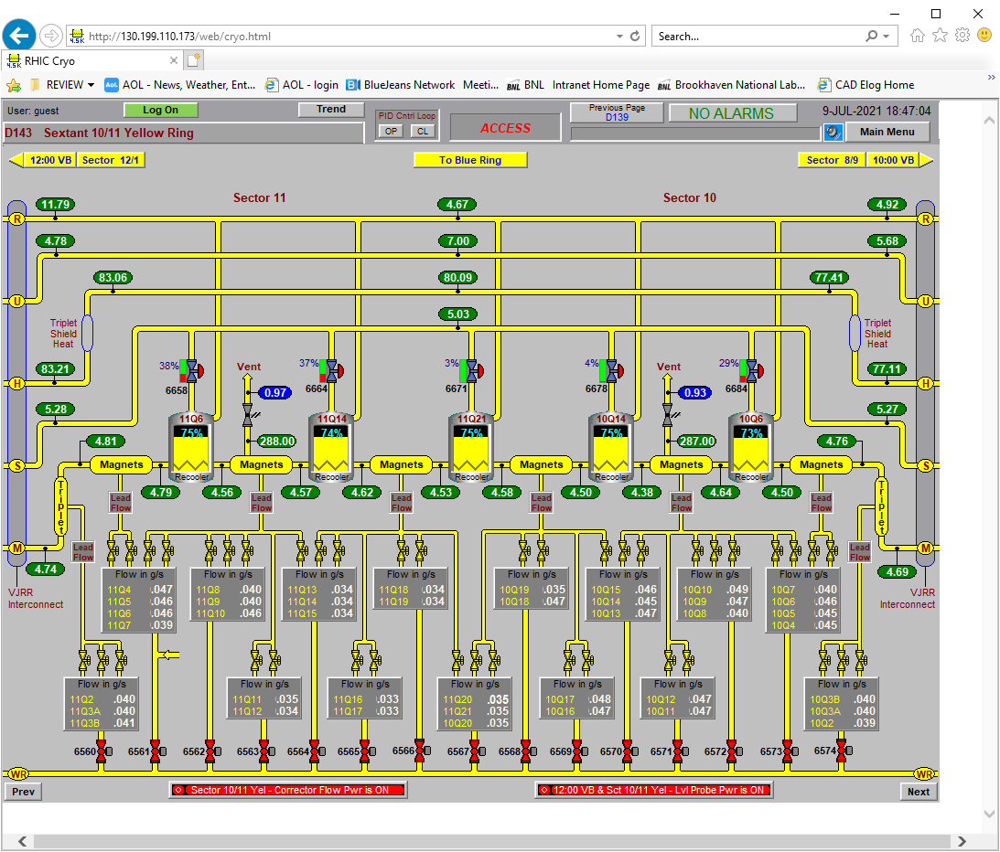 http://130.199.110.173/web/cryo.html
Search...
4.5K RHIC Cryo
REVIEW
AOL - News, Weather, Ent...
AOL - login
BlueJeans Network
Meeti...
BNL
Intranet Home Page
Brookhaven National Lab...
CAD Elog Home
User: guest
Log On
Trend
PID Cntrl Loop
OP CL
ACCESS
Previous Page
D139
NO ALARMS
9-JUL-2021 18:47:04
Main Menu
D143 Sextant 10/11 Yellow Ring
12:00 VB Sector 12/1
To Blue Ring
Sector 8/9 10:00 VB
Sector 11 Sector 10
11.79 4.67 4.92
R R
4.78 7.00 5.68
83.06 80.09 77.41
U U
5.03
Triplet
Shield
Heat
Triplet
Shield
Heat
38% 37% 3% 4% 29%
Vent Vent
83.21 77.11
H H
6658 6664 6671 6678 6684
0.97 0.93
5.28 5.27
11Q6 11Q14 11Q21 10Q14 10Q6
75% 74% 75% 75% 73%
4.81 288.00 287.00 4.76
S Magnets Magnets Magnets Magnets Magnets Magnets S
Recooler Recooler Recooler Recooler Recooler
4.79 4.56 4.57 4.62 4.53 4.58 4.50 4.38 4.64 4.50
Triplet Triplet
Lead Flow Lead Flow Lead Flow Lead Flow Lead Flow Lead Flow
M Lead Flow Lead Flow M
4.74 4.69
VJRR
Interconnect
VJRR
Interconnect
Flow in g/s
11Q4 .047
11Q5 .046
11Q6 .046
11Q7 .039
Flow in g/s
11Q8 .040
11Q9 .040
11Q10 .046
Flow in g/s
11Q13 .034
11Q14 .034
11Q15 .034
Flow in g/s
11Q18 .034
11Q19 .034
Flow in g/s
10Q19 .035
10Q18 .047
Flow in g/s
10Q15 .046
10Q14 .045
10Q13 .047
Flow in g/s
10Q10 .049
10Q9 .047
10Q8 .040
Flow in g/s
10Q7 .040
10Q6 .046
10Q5 .045
10Q4 .045
Flow in g/s
11Q2 .040
11Q3A .040
11Q3B .041
Flow in g/s
11Q11 .035
11Q12 .034
Flow in g/s
11Q16 .033
11Q17 .033
Flow in g/s
11Q20 .035
11Q21 .035
10Q20 .035
Flow in g/s
10Q17 .048
10Q16 .047
Flow in g/s
10Q12 .047
10Q11 .047
Flow in g/s
10Q3B .040
10Q3A .040
10Q2 .039
6560 6561 6562 6563 6564 6565 6566 6567 6568 6569 6570 6571 6572 6573 6574
WR WR
Prev
Sector 10/11 Yel - Corrector Flow Pwr is ON
12:00 VB & Sct 10/11 Yel - Lvl Probe Pwr is ON
Next